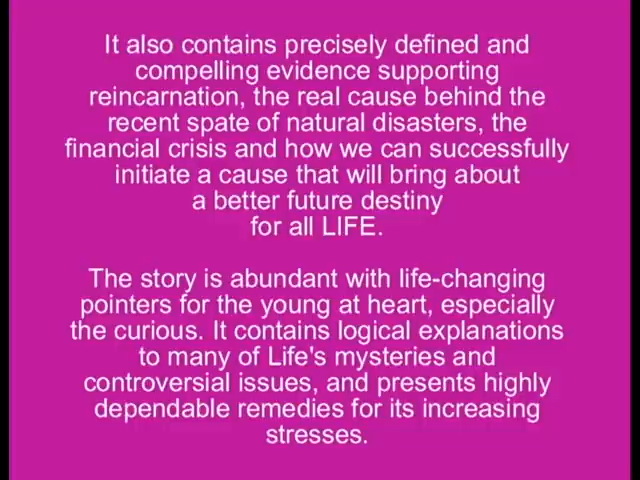 It also contains precisely defined and
compelling evidence supporting
reincarnation, the real cause behind the
recent spate of natural disasters, the
financial crisis and how we can successfully
initiate a cause that will bring about
a better future destiny
for all LIFE.
The story is abundant with life-changing
pointers for the young at heart, especially
the curious. It contains logical explanations
to many of Life's mysteries and
controversial issues, and presents highly
dependable remedies for its increasing
stresses.